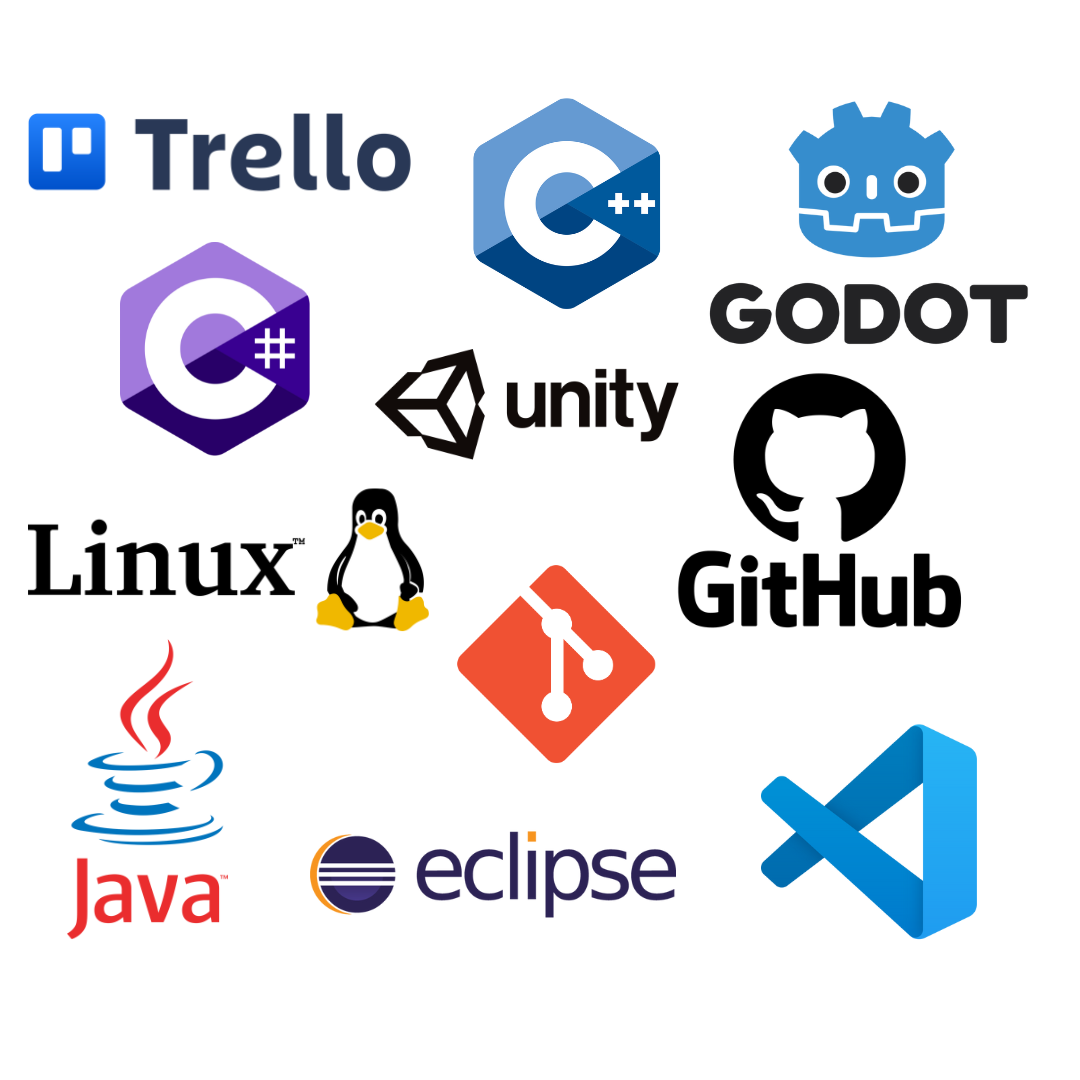 Trello
C++
GODOT
C#
unity
GitHub
Linux™
Java™
eclipse